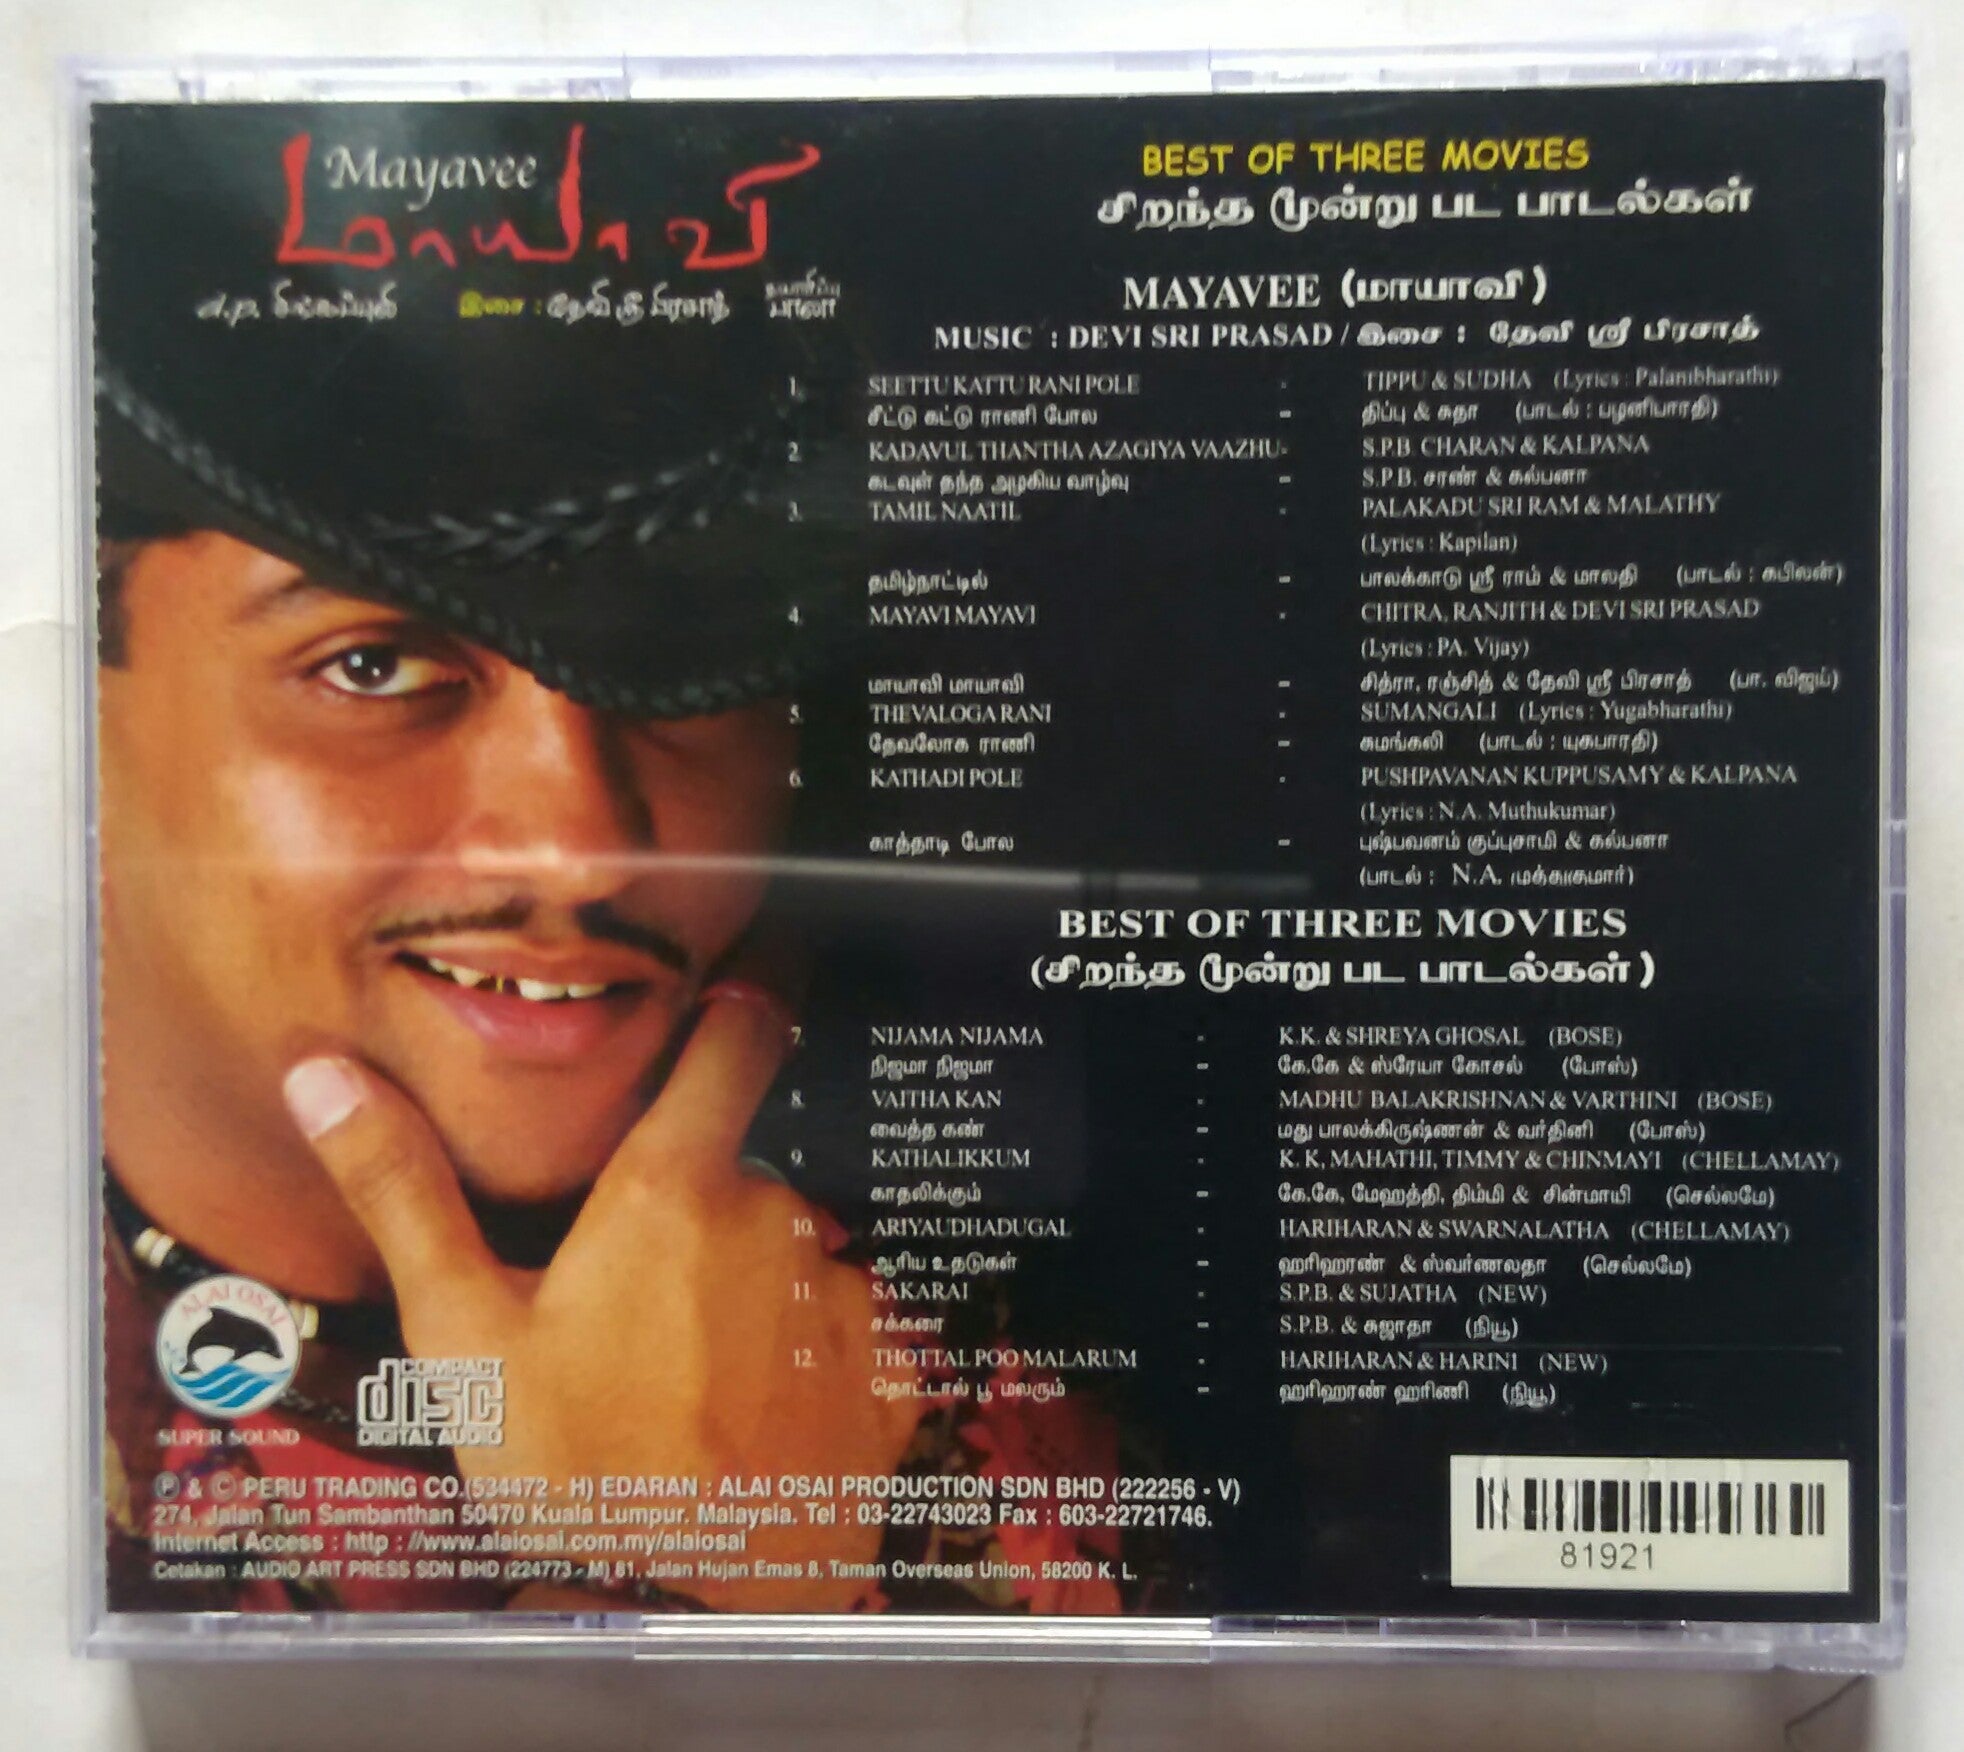 Mayavee
மாயாவி
இசை : தேவி ஸ்ரீ பிரசாத்
தயாரிப்பு
பாலா
BEST OF THREE MOVIES
சிறந்த மூன்று பட பாடல்கள்
MAYAVEE (மாயாவி)
MUSIC : DEVI SRI PRASAD / இசை : தேவி ஸ்ரீ பிரசாத்
1. SEETTU KATTU RANI POLE - TIPPU & SUDHA (Lyrics : Palanibharathi)
சீட்டு கட்டு ராணி போல - திப்பு & சுதா (பாடல் : பழனிபாரதி)
2. KADAVUL THANTHA AZAGIYA VAAZHU- S.P.B. CHARAN & KALPANA
கடவுள் தந்த அழகிய வாழ்வு - S.P.B. சரண் & கல்பனா
3. TAMIL NAATIL - PALAKADU SRI RAM & MALATHY
(Lyrics : Kapilan)
தமிழ்நாட்டில் - பாலக்காடு ஸ்ரீ ராம் & மாலதி (பாடல் : கபிலன்)
4. MAYAVI MAYAVI - CHITRA, RANJITH & DEVI SRI PRASAD
(Lyrics : PA. Vijay)
மாயாவி மாயாவி - சித்ரா, ரஞ்சித் & தேவி ஸ்ரீ பிரசாத் (பா. விஜய்)
5. THEVALOGA RANI - SUMANGALI (Lyrics : Yugabharathi)
தேவலோக ராணி - சுமங்கலி (பாடல் : யுகபாரதி)
6. KATHADI POLE - PUSHPAVANAN KUPPUSAMY & KALPANA
(Lyrics : N.A. Muthukumar)
காத்தாடி போல - புஷ்பவனம் குப்புசாமி & கல்பனா
(பாடல் : N.A. முத்துகுமார்)
BEST OF THREE MOVIES
(சிறந்த மூன்று பட பாடல்கள்)
7. NIJAMA NIJAMA - K.K. & SHREYA GHOSAL (BOSE)
நிஜமா நிஜமா - கே.கே & ஸ்ரேயா கோசல் (போஸ்)
8. VAITHA KAN - MADHU BALAKRISHNAN & VARTHINI (BOSE)
வைத்த கண் - மது பாலக்கிருஷ்ணன் & வர்தினி (போஸ்)
9. KATHALIKKUM - K. K, MAHATHI, TIMMY & CHINMAYI (CHELLAMAY)
காதலிக்கும் - கே.கே, மேஹத்தி, திம்மி & சின்மாயி (செல்லமே)
10. ARIYAUDHADUGAL - HARIHARAN & SWARNALATHA (CHELLAMAY)
ஆரிய உதடுகள் - ஹரிஹரண் & ஸ்வர்ணலதா (செல்லமே)
11. SAKARAI - S.P.B. & SUJATHA (NEW)
சக்கரை - S.P.B. & சுஜாதா (நியூ)
12. THOTTAL POO MALARUM - HARIHARAN & HARINI (NEW)
தொட்டால் பூ மலரும் - ஹரிஹரண் ஹரிணி (நியூ)
ALAI OSAI
SUPER SOUND
COMPACT
disc
DIGITAL AUDIO
Ⓟ & © PERU TRADING CO.(534472 - H) EDARAN : ALAI OSAI PRODUCTION SDN BHD (222256 - V)
274, Jalan Tun Sambanthan 50470 Kuala Lumpur. Malaysia. Tel : 03-22743023 Fax : 603-22721746.
Internet Access : http ://www.alaiosai.com.my/alaiosai
Cetakan : AUDIO ART PRESS SDN BHD (224773 - M) 81, Jalan Hujan Emas 8, Taman Overseas Union, 58200 K. L.
81921